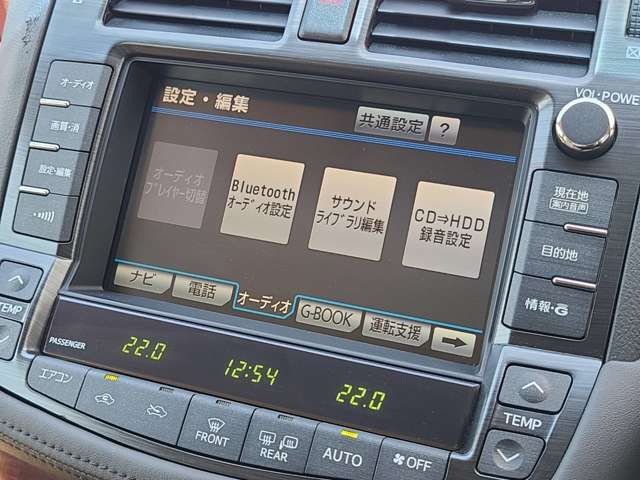 VOL・POWER
オーディオ
画質・消
設定・編集
設定・編集
共通設定
?
オーディオ
プレイヤー切替
Bluetooth
オーディオ設定
サウンド
ライブラリ編集
CD⇒HDD
録音設定
ナビ
電話
オーディオ
G-BOOK
運転支援
現在地
案内音声
目的地
情報・G
TEMP
PASSENGER
22.0
12:54
22.0
エアコン
FRONT
REAR
AUTO
OFF
TEMP